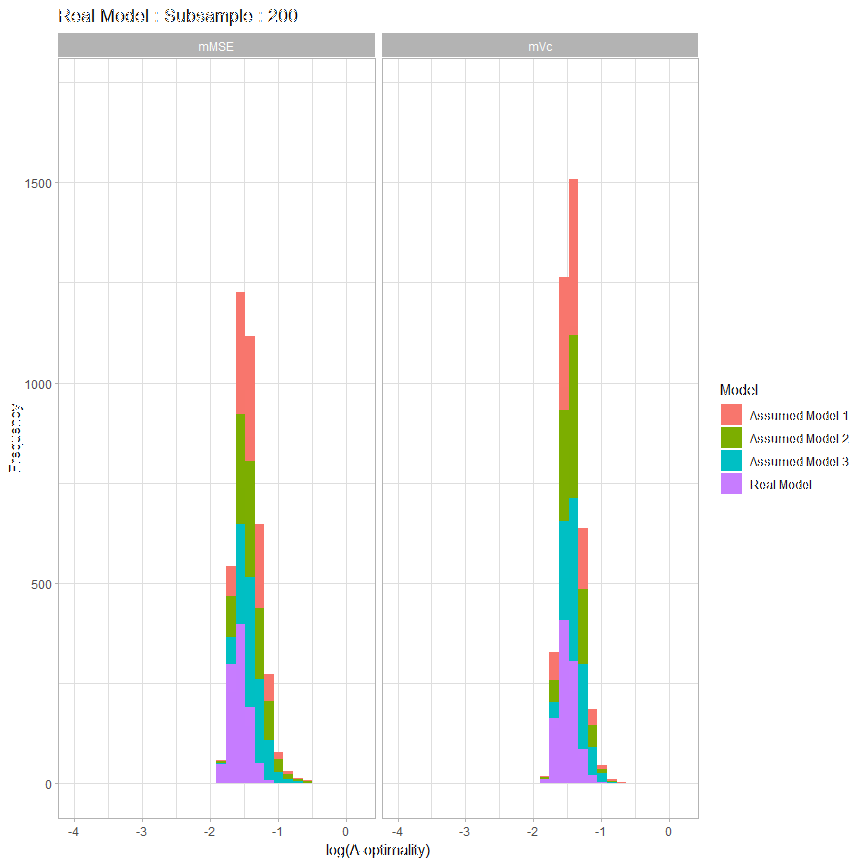 Real Model : Subsample : 200
mMSE
mVc
1500
1000
500
0
Frequency
-4
-3
-2
-1
0
-4
-3
-2
-1
0
log(A-optimality)
Model
Assumed Model 1
Assumed Model 2
Assumed Model 3
Real Model